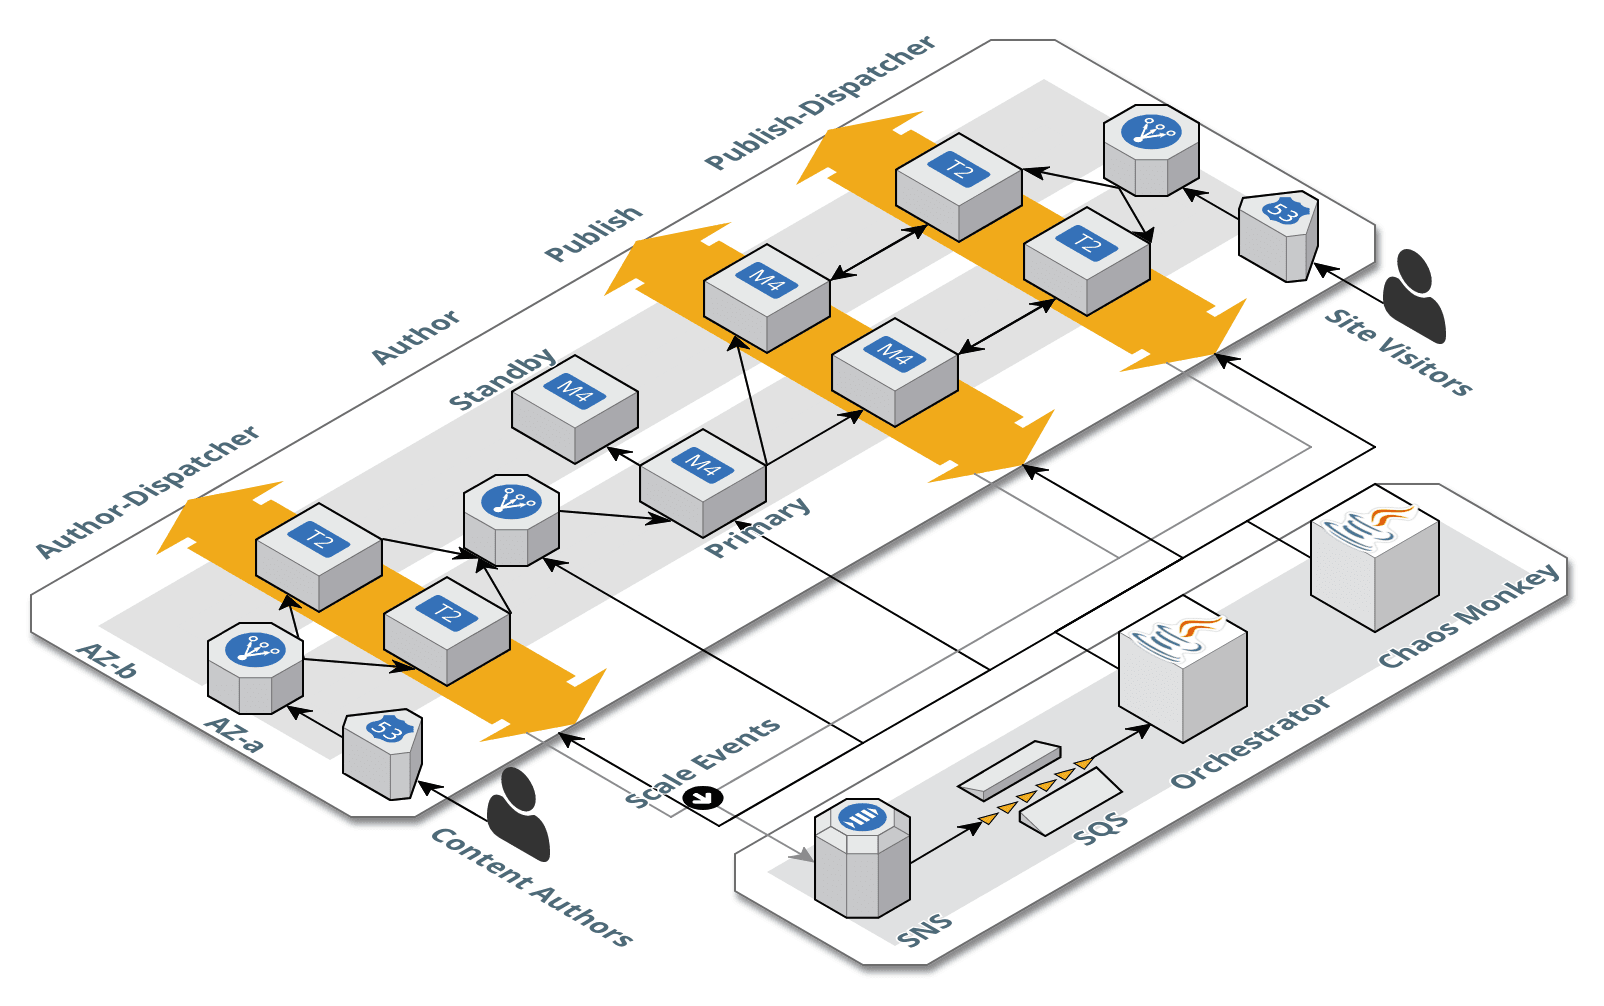 Publish-Dispatcher
Publish
Author
Standby
Author-Dispatcher
Primary
AZ-b
AZ-a
T2
T2
M4
M4
M4
M4
T2
T2
53
53
Site Visitors
Content Authors
Scale Events
Chaos Monkey
Orchestrator
SQS
SNS